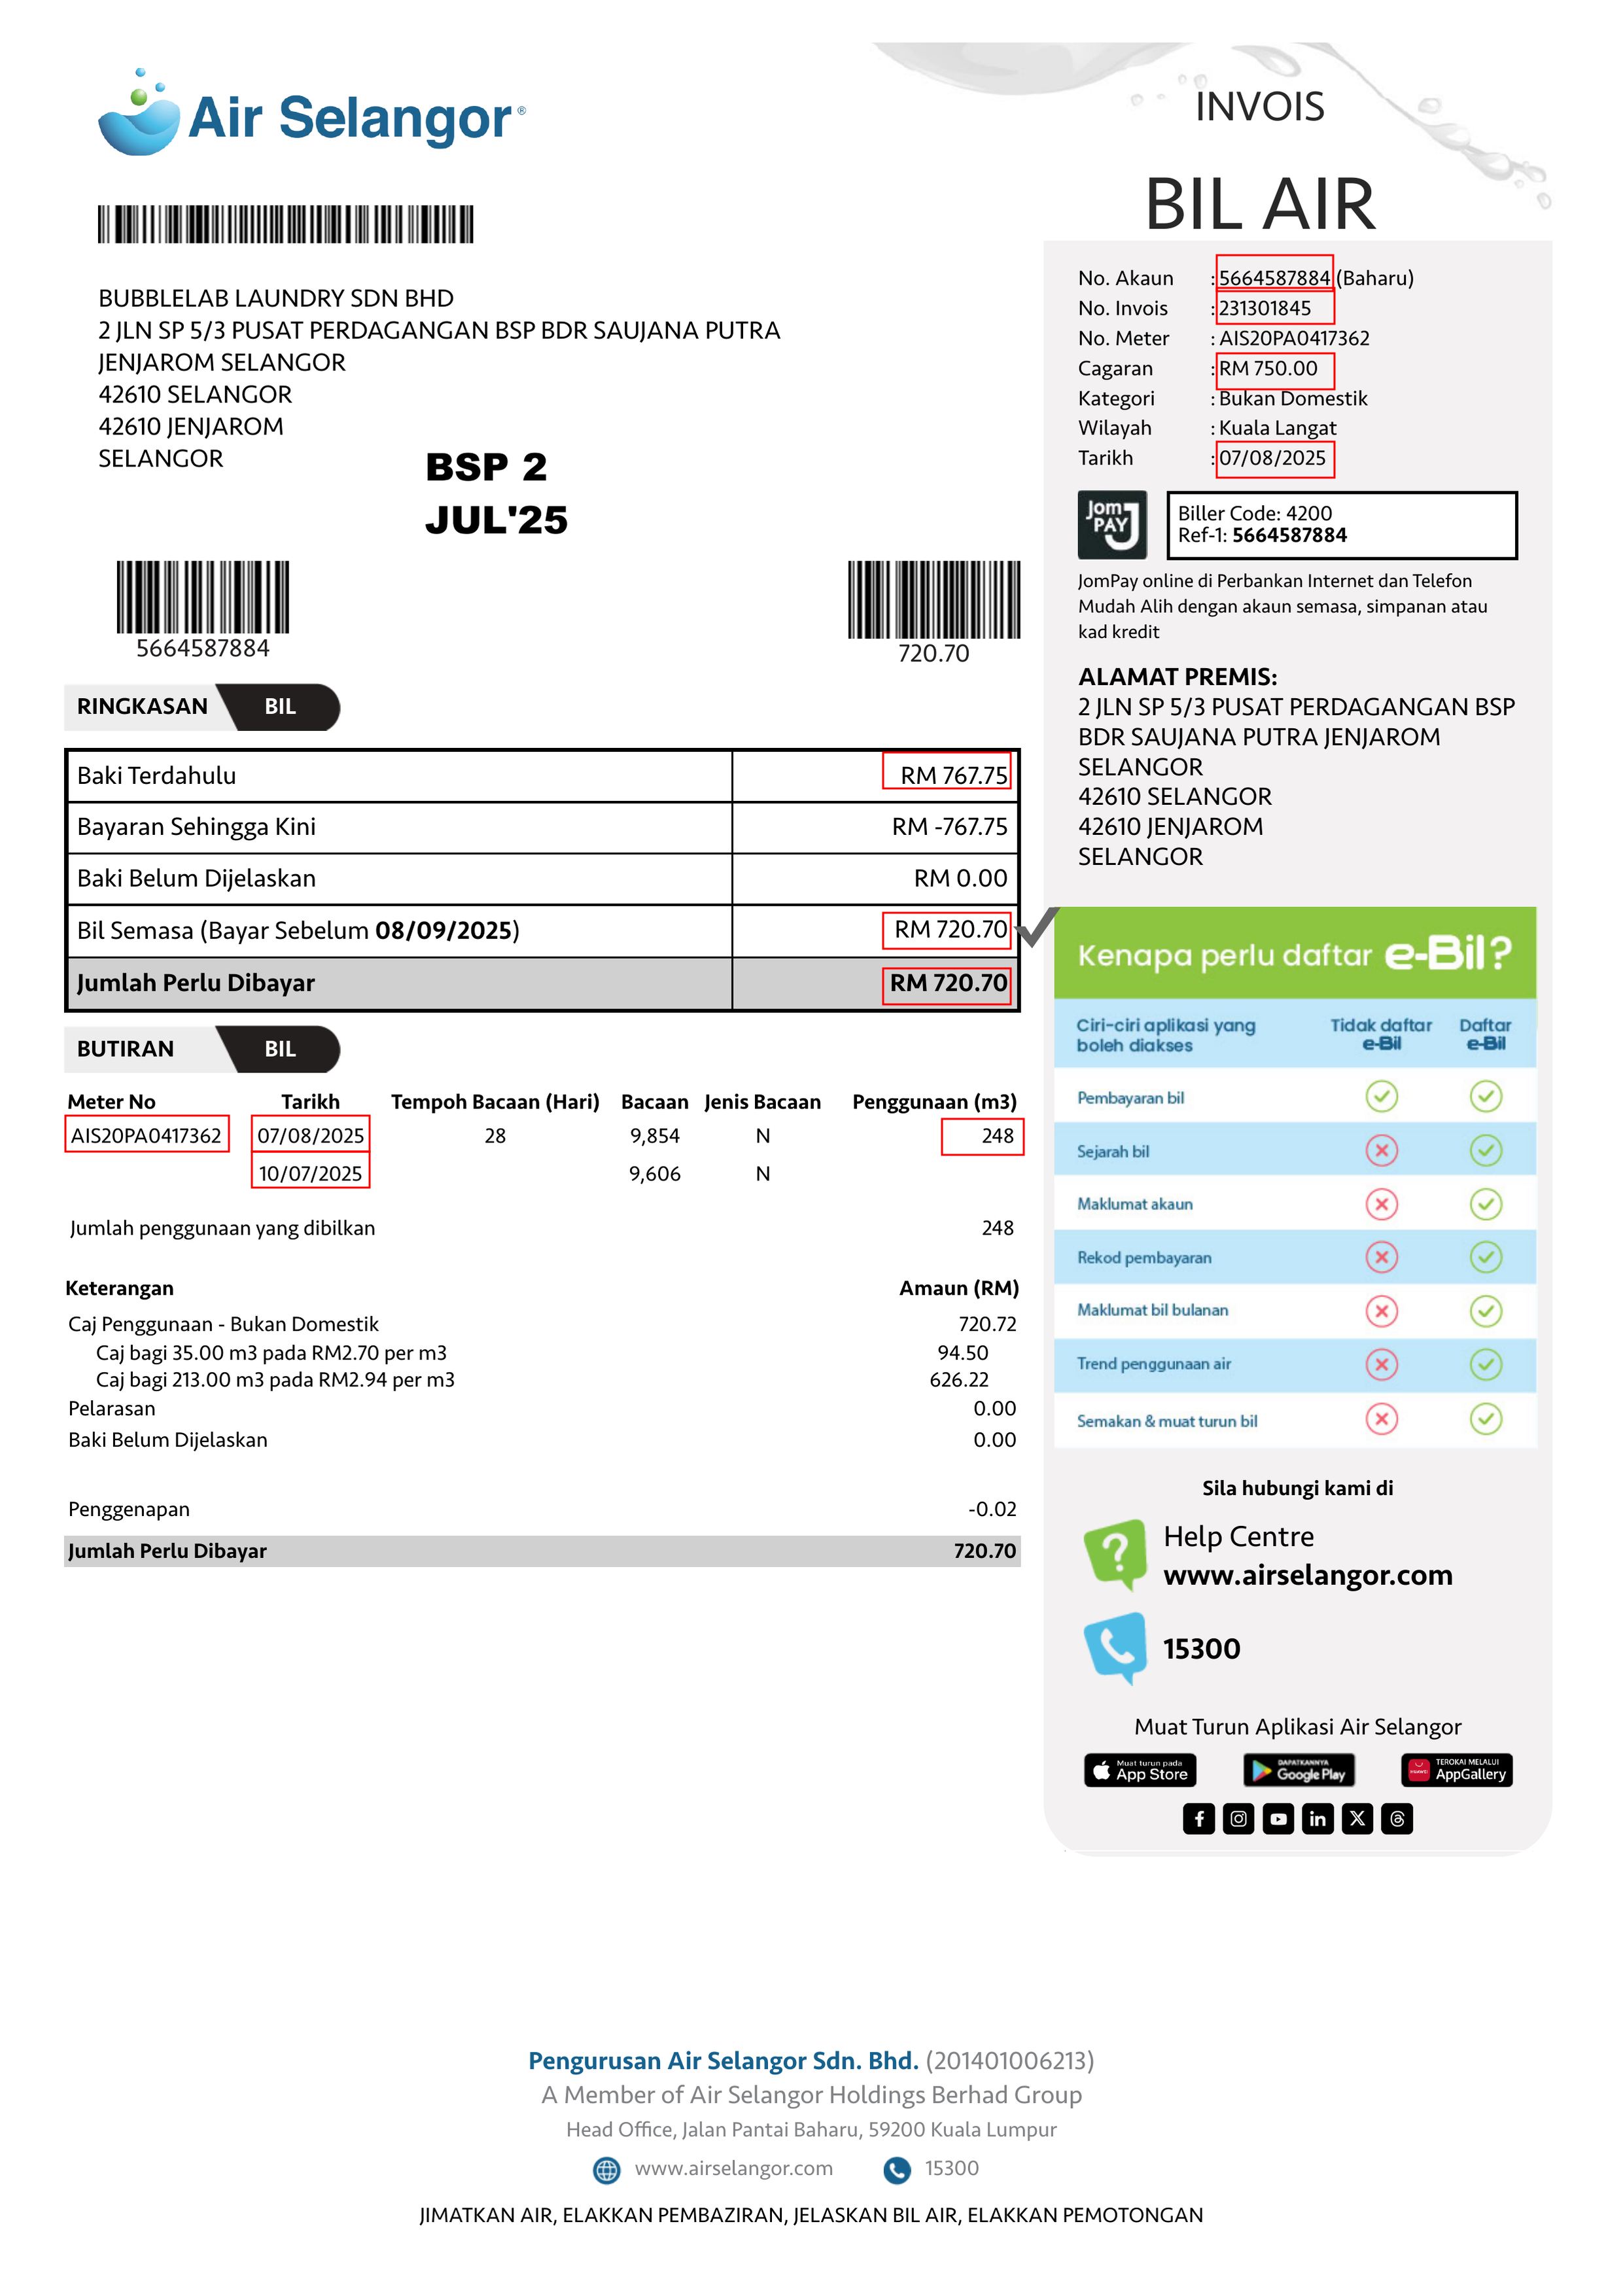 Air Selangor®
INVOIS
BIL AIR
BUBBLELAB LAUNDRY SDN BHD
2 JLN SP 5/3 PUSAT PERDAGANGAN BSP BDR SAUJANA PUTRA
JENJAROM SELANGOR
42610 SELANGOR
42610 JENJAROM
SELANGOR
BSP 2
JUL'25
5664587884
720.70
No. Akaun : 5664587884 (Baharu)
No. Invois : 231301845
No. Meter : AIS20PA0417362
Cagaran : RM 750.00
Kategori : Bukan Domestik
Wilayah : Kuala Langat
Tarikh : 07/08/2025
Jom PAY
Biller Code: 4200
Ref-1: 5664587884
JomPay online di Perbankan Internet dan Telefon
Mudah Alih dengan akaun semasa, simpanan atau
kad kredit
ALAMAT PREMIS:
2 JLN SP 5/3 PUSAT PERDAGANGAN BSP
BDR SAUJANA PUTRA JENJAROM
SELANGOR
42610 SELANGOR
42610 JENJAROM
SELANGOR
RINGKASAN BIL
Baki Terdahulu RM 767.75
Bayaran Sehingga Kini RM -767.75
Baki Belum Dijelaskan RM 0.00
Bil Semasa (Bayar Sebelum 08/09/2025) RM 720.70
Jumlah Perlu Dibayar RM 720.70
BUTIRAN BIL
Meter No Tarikh Tempoh Bacaan (Hari) Bacaan Jenis Bacaan Penggunaan (m3)
AIS20PA0417362 07/08/2025 28 9,854 N 248
10/07/2025 9,606 N
Jumlah penggunaan yang dibilkan 248
Keterangan Amaun (RM)
Caj Penggunaan - Bukan Domestik 720.72
Caj bagi 35.00 m3 pada RM2.70 per m3 94.50
Caj bagi 213.00 m3 pada RM2.94 per m3 626.22
Pelarasan 0.00
Baki Belum Dijelaskan 0.00
Penggenapan -0.02
Jumlah Perlu Dibayar 720.70
Kenapa perlu daftar e-Bil?
Ciri-ciri aplikasi yang boleh diakses Tidak daftar e-Bil Daftar e-Bil
Pembayaran bil
Sejarah bil
Maklumat akaun
Rekod pembayaran
Maklumat bil bulanan
Trend penggunaan air
Semakan & muat turun bil
Sila hubungi kami di
Help Centre
www.airselangor.com
15300
Muat Turun Aplikasi Air Selangor
Muat turun pada App Store
DAPATKANNYA Google Play
HUAWEI TEROKAI MELALUI AppGallery
Pengurusan Air Selangor Sdn. Bhd. (201401006213)
A Member of Air Selangor Holdings Berhad Group
Head Office, Jalan Pantai Baharu, 59200 Kuala Lumpur
www.airselangor.com 15300
JIMATKAN AIR, ELAKKAN PEMBAZIRAN, JELASKAN BIL AIR, ELAKKAN PEMOTONGAN